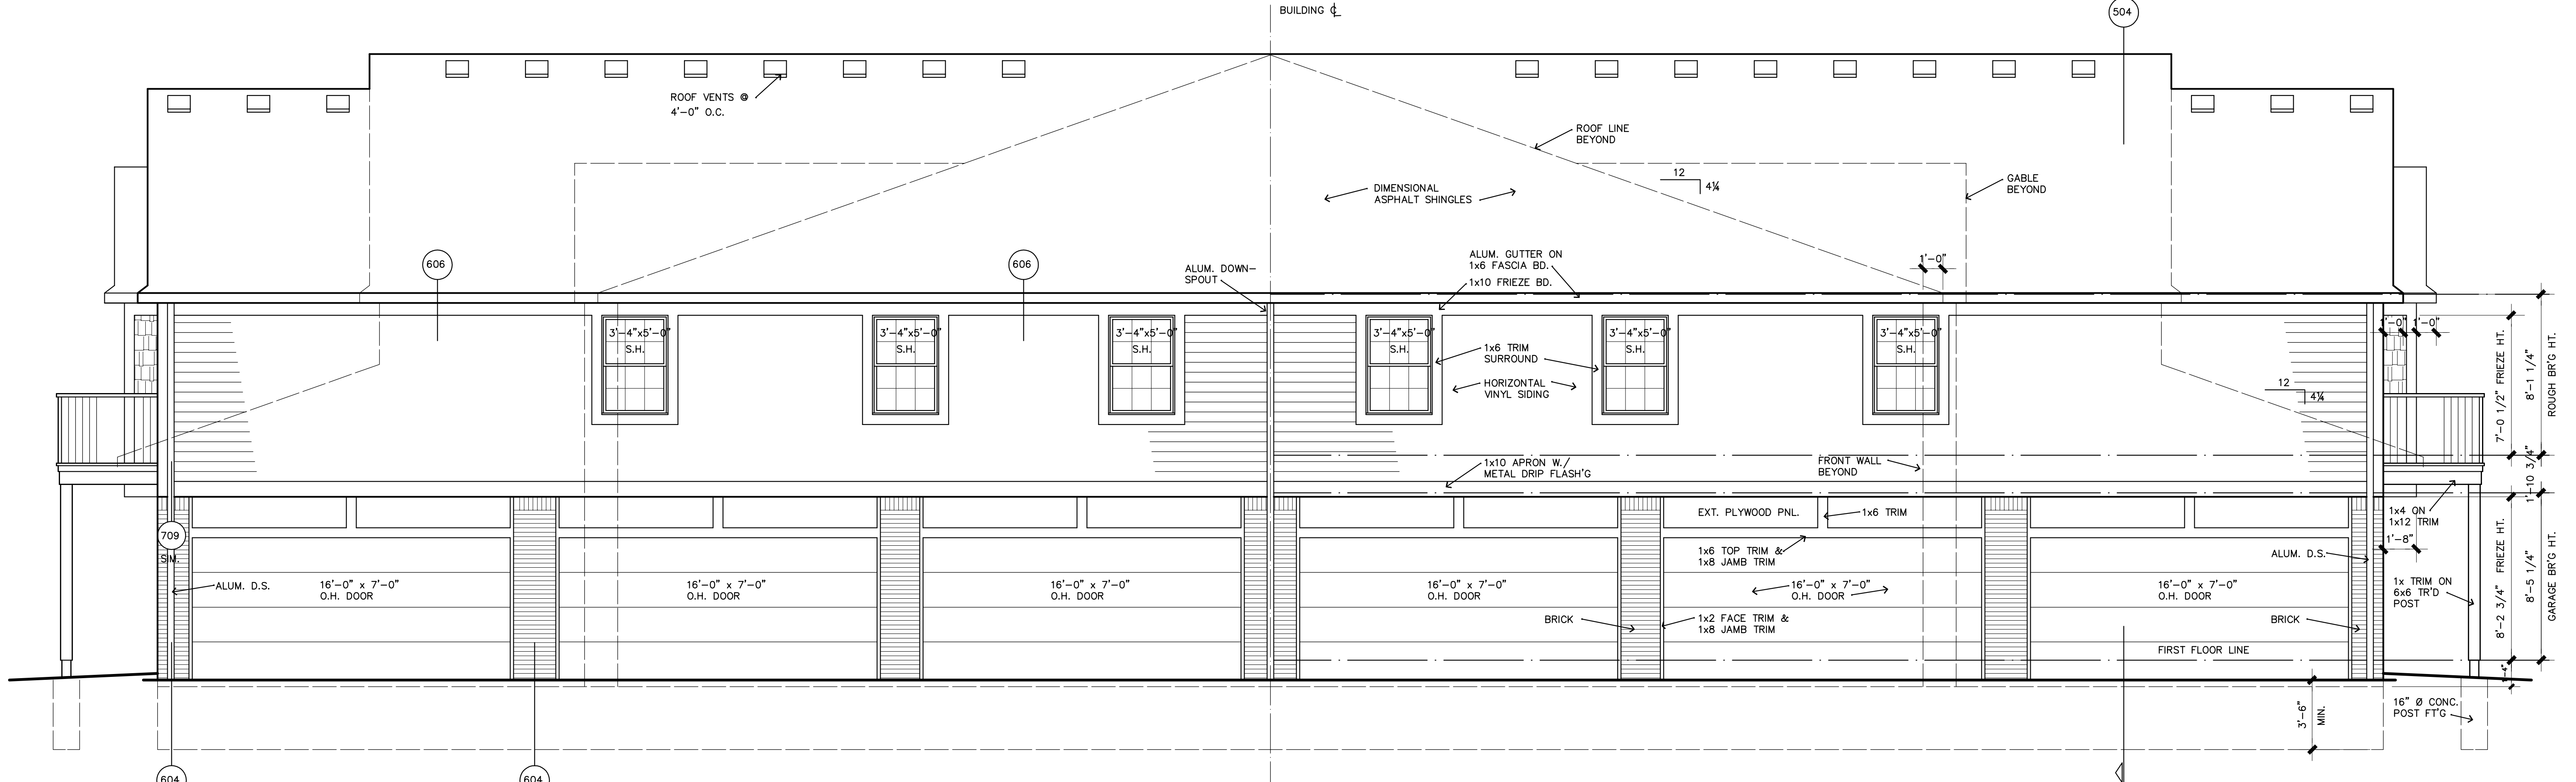 BUILDING ℄
504
ROOF VENTS @
4'-0" O.C.
ROOF LINE
BEYOND
12
4¼
GABLE
BEYOND
DIMENSIONAL
ASPHALT SHINGLES
606
606
ALUM. DOWN-
SPOUT
ALUM. GUTTER ON
1x6 FASCIA BD.
1x10 FRIEZE BD.
1'-0"
3'-4"x5'-0"
S.H.
3'-4"x5'-0"
S.H.
3'-4"x5'-0"
S.H.
3'-4"x5'-0"
S.H.
3'-4"x5'-0"
S.H.
3'-4"x5'-0"
S.H.
1'-0"
1'-0"
1x6 TRIM
SURROUND
HORIZONTAL
VINYL SIDING
12
4¼
7'-0 1/2" FRIEZE HT.
8'-1 1/4"
ROUGH BR'G HT.
1x10 APRON W./
METAL DRIP FLASH'G
FRONT WALL
BEYOND
1'-10 3/4"
EXT. PLYWOOD PNL.
1x6 TRIM
1x4 ON
1x12 TRIM
709
SIM.
1x6 TOP TRIM &
1x8 JAMB TRIM
ALUM. D.S.
1'-8"
ALUM. D.S.
16'-0" x 7'-0"
O.H. DOOR
16'-0" x 7'-0"
O.H. DOOR
16'-0" x 7'-0"
O.H. DOOR
16'-0" x 7'-0"
O.H. DOOR
16'-0" x 7'-0"
O.H. DOOR
16'-0" x 7'-0"
O.H. DOOR
1x TRIM ON
6x6 TR'D
POST
8'-2 3/4" FRIEZE HT.
8'-5 1/4"
GARAGE BR'G HT.
BRICK
1x2 FACE TRIM &
1x8 JAMB TRIM
BRICK
FIRST FLOOR LINE
1'-4"
3'-6"
MIN.
16" Ø CONC.
POST FT'G
604
604